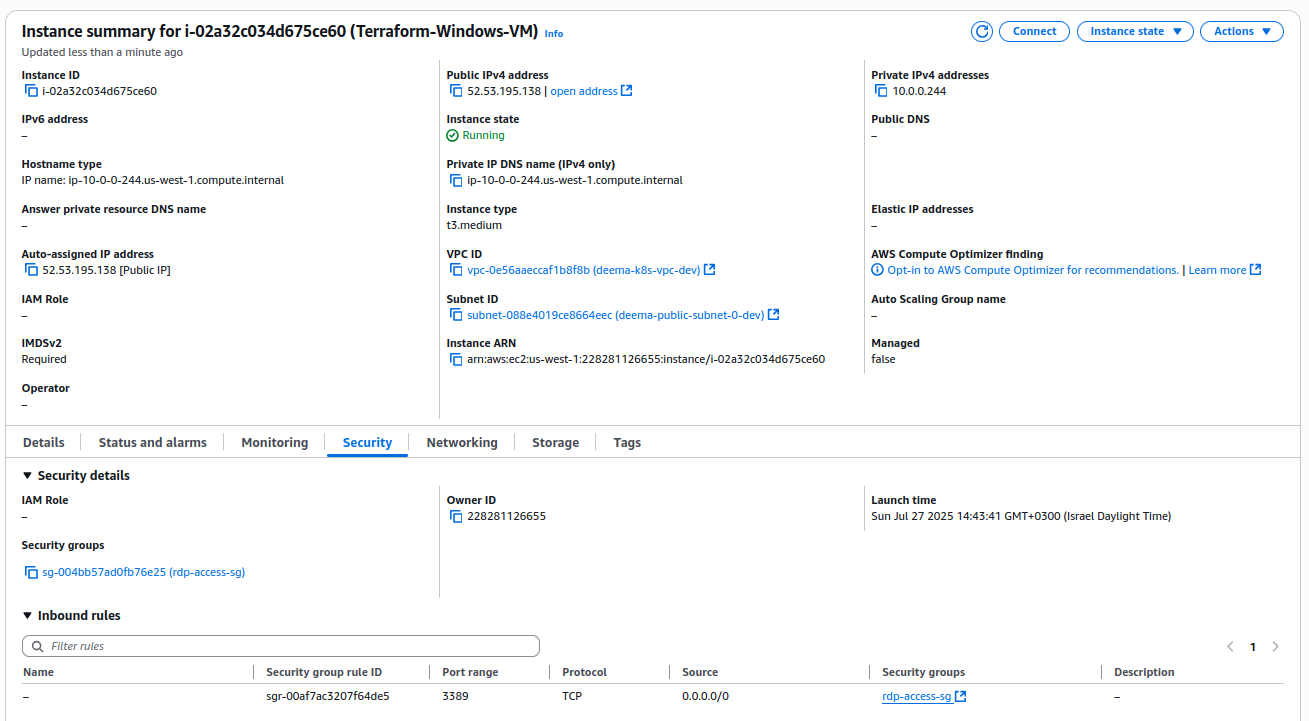 Instance summary for i-02a32c034d675ce60 (Terraform-Windows-VM) Info
Connect
Instance state
Actions
Updated less than a minute ago
Instance ID
i-02a32c034d675ce60
Public IPv4 address
52.53.195.138 | open address
Private IPv4 addresses
10.0.0.244
IPv6 address
–
Instance state
Running
Public DNS
–
Hostname type
IP name: ip-10-0-0-244.us-west-1.compute.internal
Private IP DNS name (IPv4 only)
ip-10-0-0-244.us-west-1.compute.internal
Answer private resource DNS name
–
Instance type
t3.medium
Elastic IP addresses
–
Auto-assigned IP address
52.53.195.138 [Public IP]
VPC ID
vpc-0e56aaeccaf1b8f8b (deema-k8s-vpc-dev)
AWS Compute Optimizer finding
Opt-in to AWS Compute Optimizer for recommendations. | Learn more
IAM Role
–
Subnet ID
subnet-088e4019ce8664eec (deema-public-subnet-0-dev)
Auto Scaling Group name
–
IMDSv2
Required
Instance ARN
arn:aws:ec2:us-west-1:228281126655:instance/i-02a32c034d675ce60
Managed
false
Operator
–
Details
Status and alarms
Monitoring
Security
Networking
Storage
Tags
Security details
IAM Role
–
Owner ID
228281126655
Launch time
Sun Jul 27 2025 14:43:41 GMT+0300 (Israel Daylight Time)
Security groups
sg-004bb57ad0fb76e25 (rdp-access-sg)
Inbound rules
Filter rules
1
Name Security group rule ID Port range Protocol Source Security groups Description
– sgr-00af7ac3207f64de5 3389 TCP 0.0.0.0/0 rdp-access-sg –